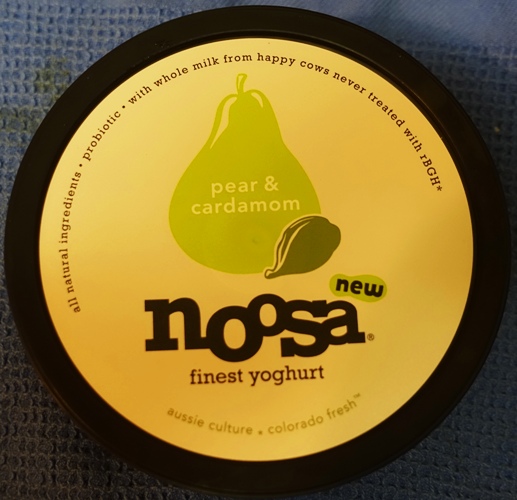 all natural ingredients • probiotic • with whole milk from happy cows never treated with rBGH*
pear &
cardamom
new
noosa®
finest yoghurt
aussie culture • colorado fresh™